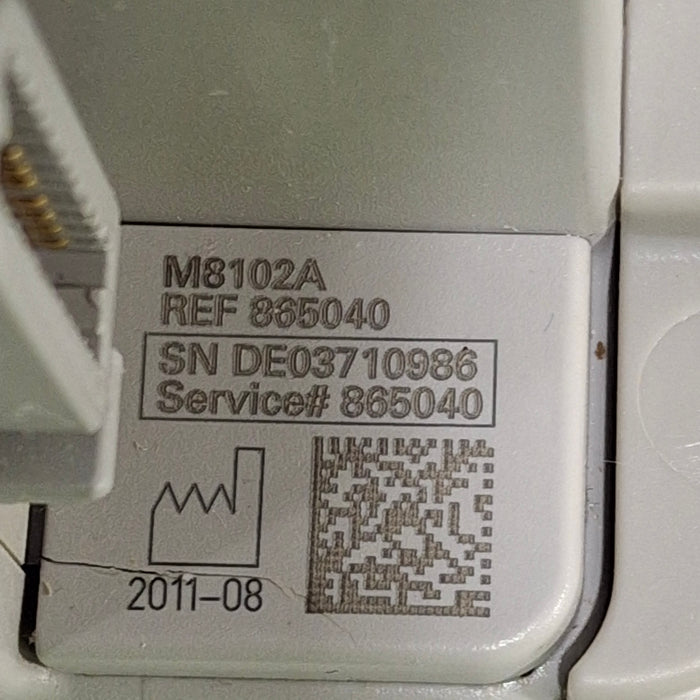 M8102A
REF 865040
SN DE03710986
Service# 865040
2011-08